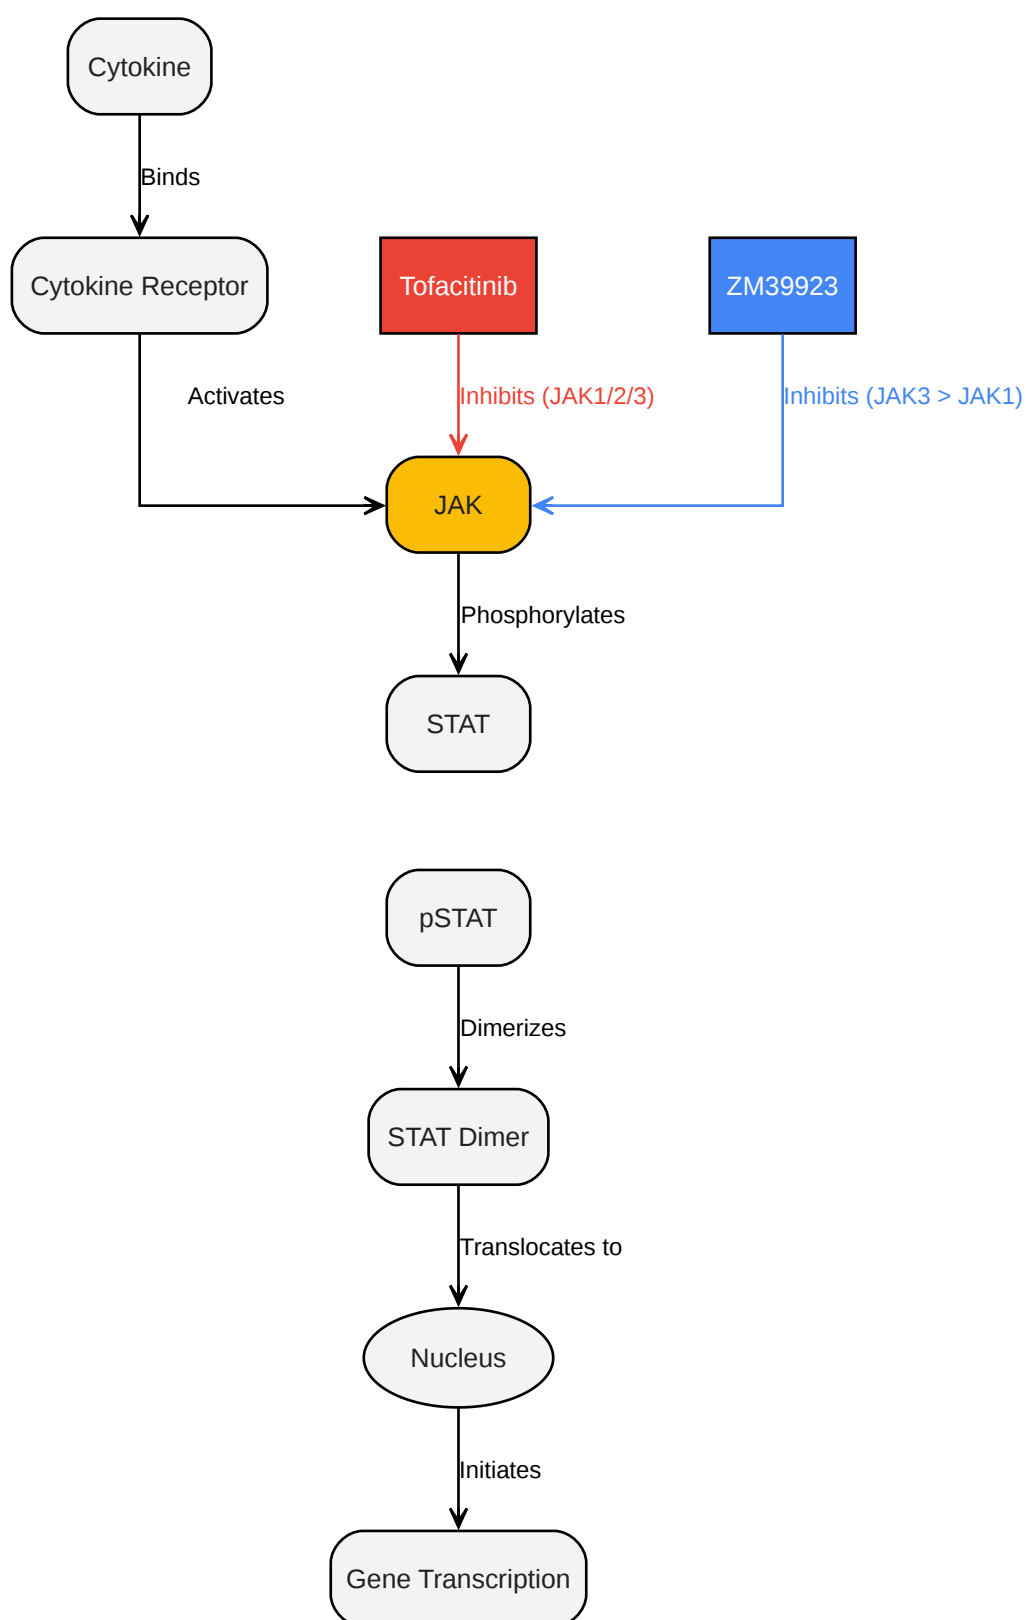 Cytokine
Binds
Cytokine Receptor
Tofacitinib
ZM39923
Activates
Inhibits (JAK1/2/3)
Inhibits (JAK3 > JAK1)
JAK
Phosphorylates
STAT
pSTAT
Dimerizes
STAT Dimer
Translocates to
Nucleus
Initiates
Gene Transcription